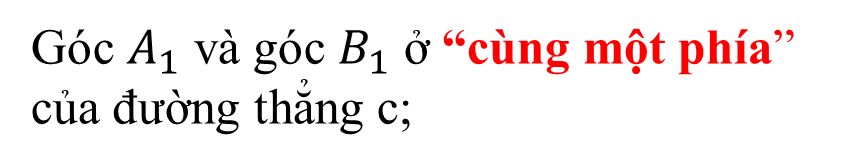 Góc 𝐴₁ và góc 𝐵₁ ở “cùng một phía”
của đường thẳng c;